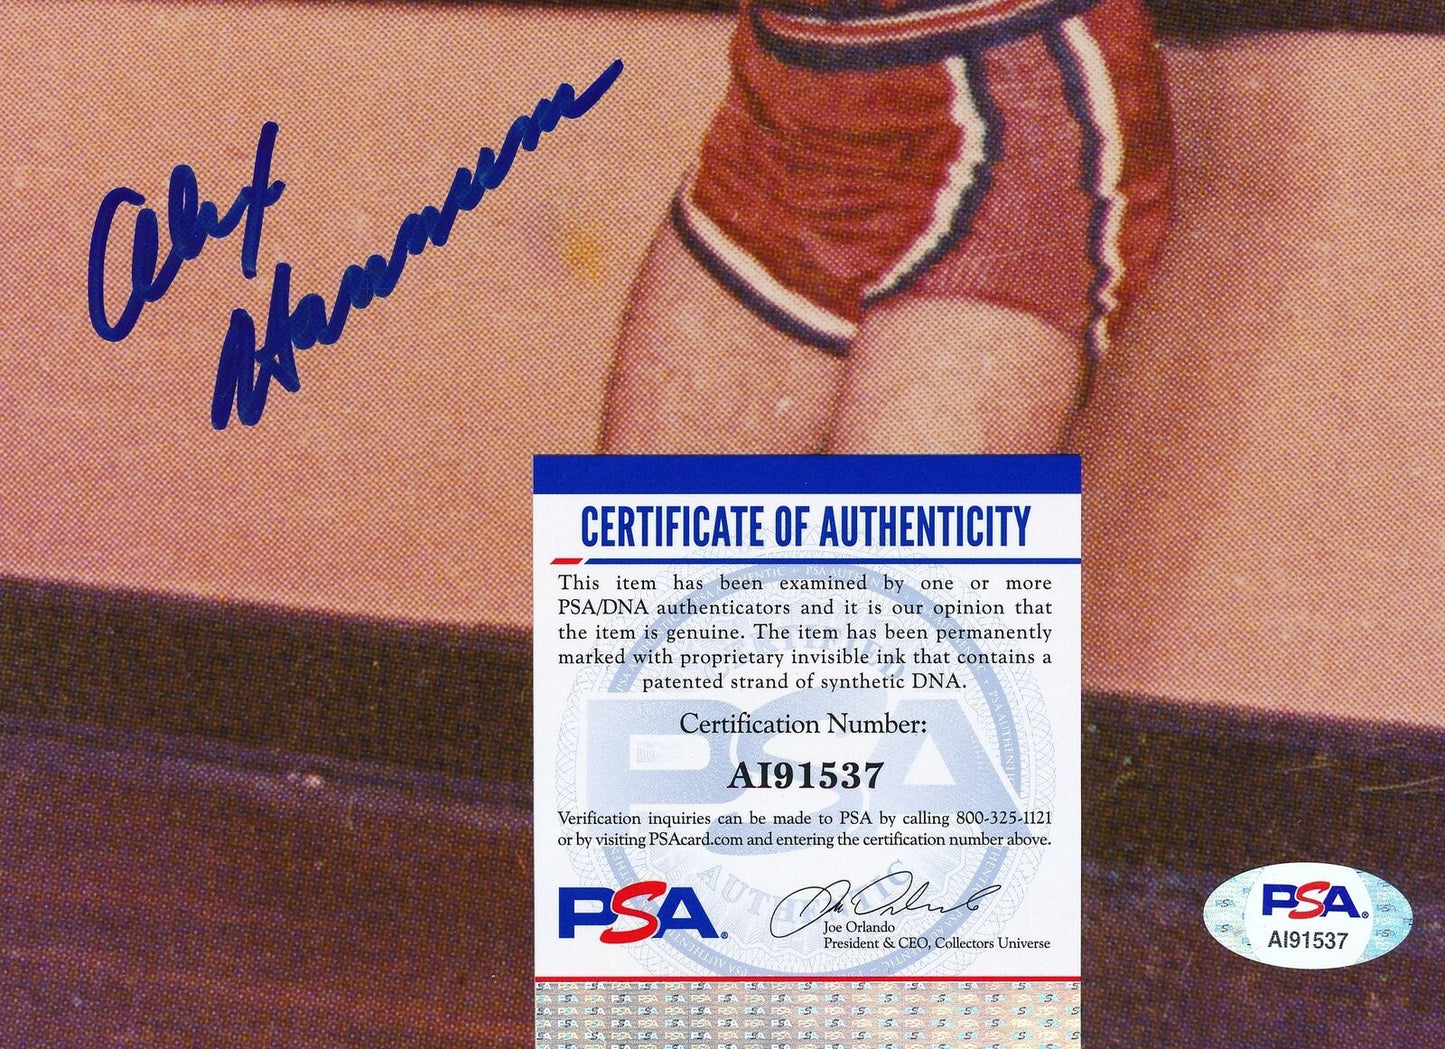 Alex
Hannum
CERTIFICATE OF AUTHENTICITY
This item has been examined by one or more
PSA/DNA authenticators and it is our opinion that
the item is genuine. The item has been permanently
marked with proprietary invisible ink that contains a
patented strand of synthetic DNA.
Certification Number:
AI91537
Verification inquiries can be made to PSA by calling 800-325-1121
or by visiting PSAcard.com and entering the certification number above.
PSA®
Joe Orlando
President & CEO, Collectors Universe
PSA®
AI91537